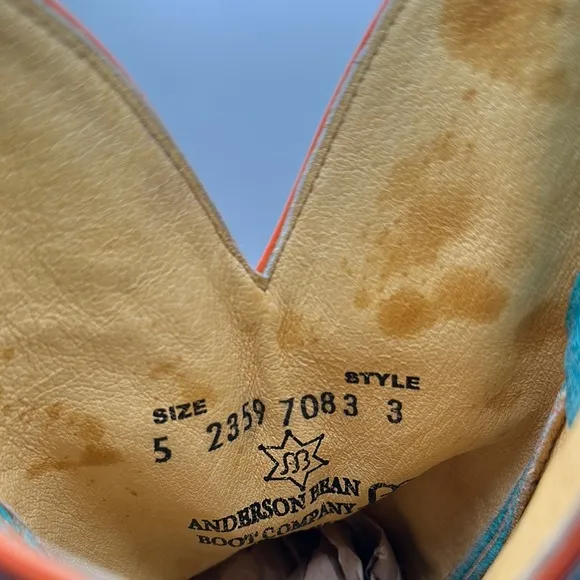 SIZE STYLE
5 2359 7083 3
ANDERSON BEAN
BOOT COMPANY